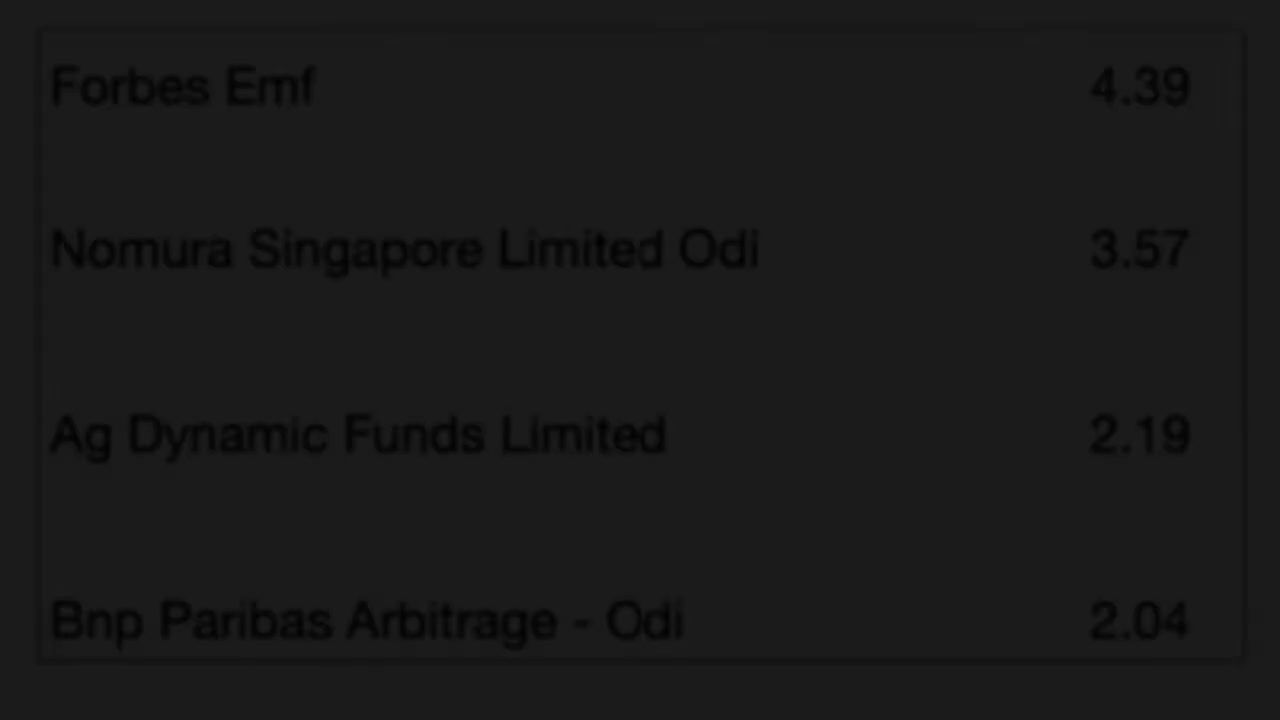 Forbes Emf 4.39
Nomura Singapore Limited Odi 3.57
Ag Dynamic Funds Limited 2.19
Bnp Paribas Arbitrage - Odi 2.04